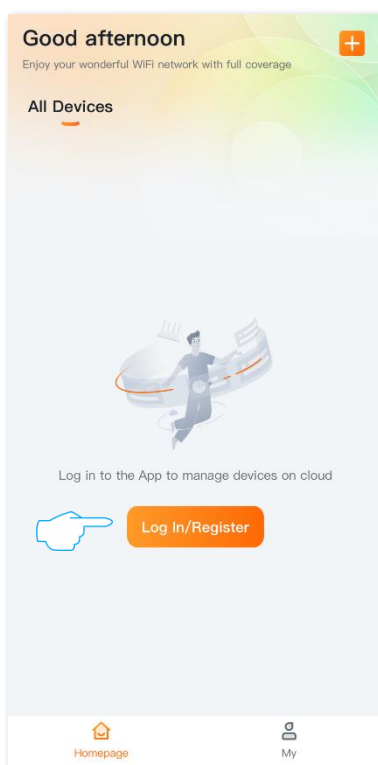 Good afternoon
Enjoy your wonderful WiFi network with full coverage
All Devices
Log in to the App to manage devices on cloud
Log In/Register
Homepage
My